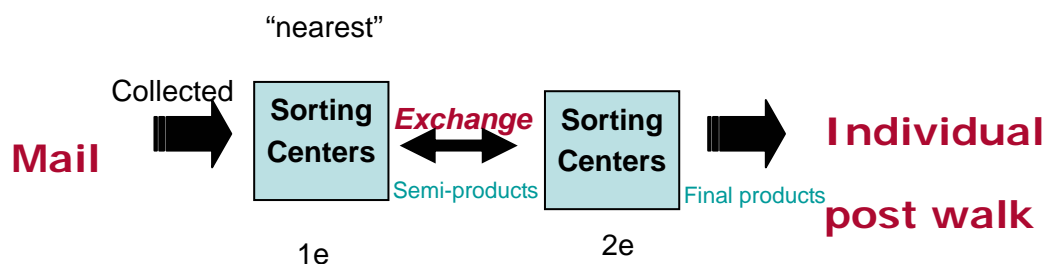 “nearest”
Collected
Mail
Sorting
Centers
1e
Exchange
Semi-products
Sorting
Centers
2e
Final products
Individual
post walk